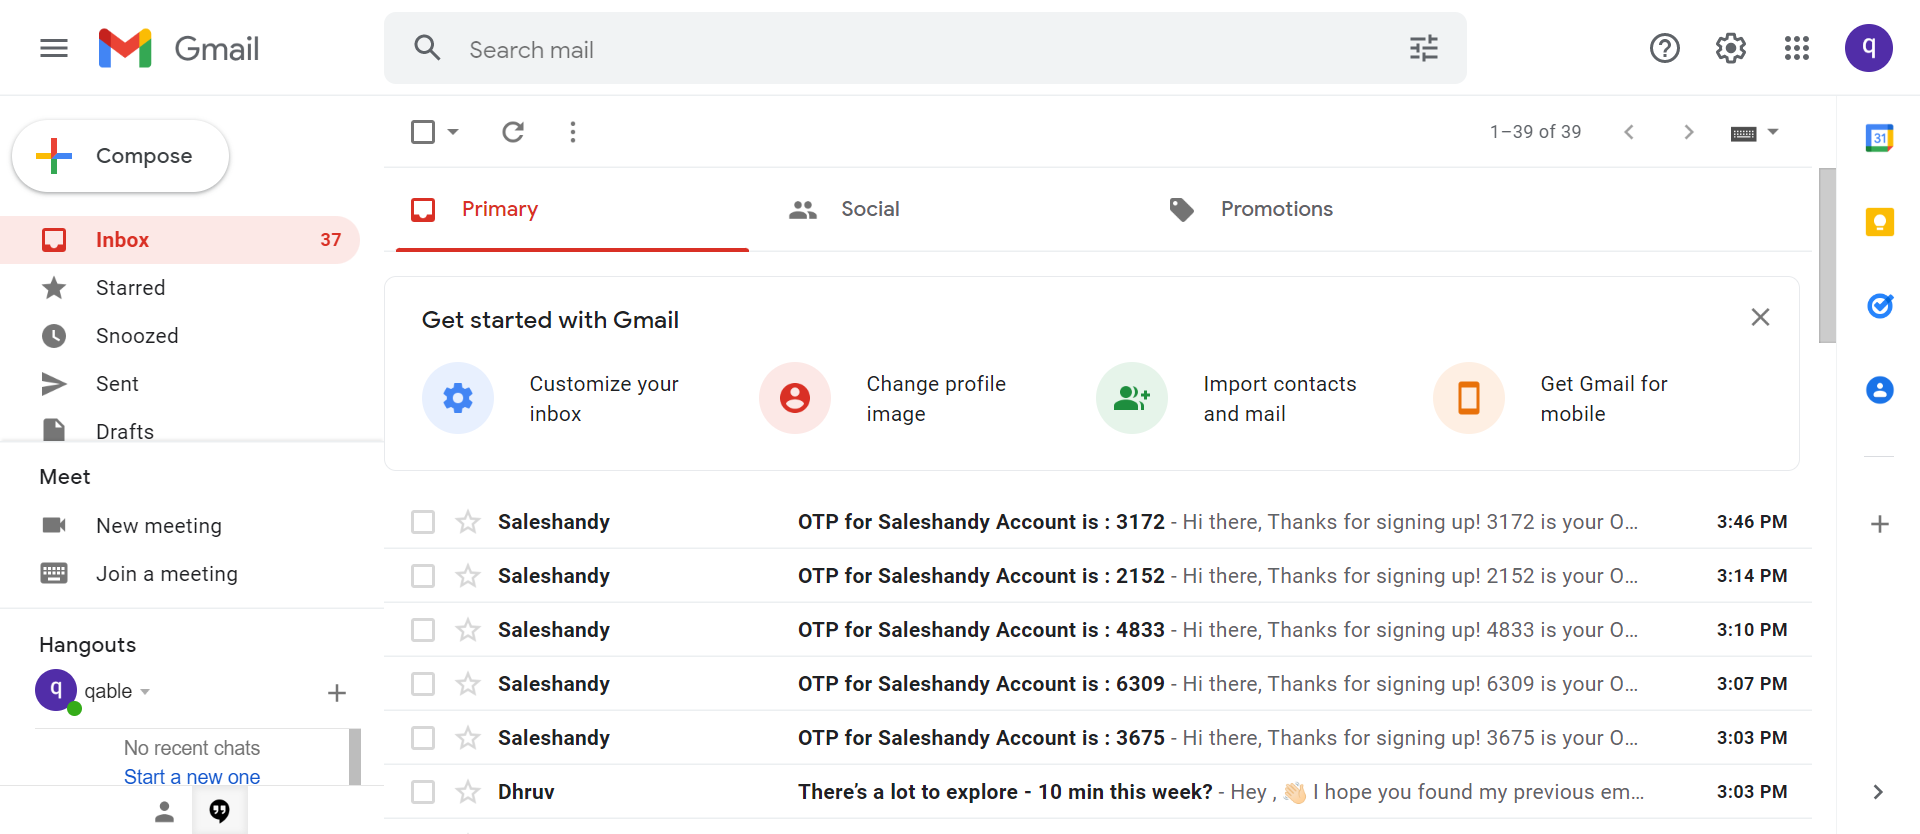 Gmail
Search mail
q
Compose
1–39 of 39
31
Primary
Social
Promotions
Inbox 37
Starred
Snoozed
Sent
Drafts
Get started with Gmail
Customize your
inbox
Change profile
image
Import contacts
and mail
Get Gmail for
mobile
Meet
New meeting
Join a meeting
Hangouts
q qable
No recent chats
Start a new one
Saleshandy OTP for Saleshandy Account is : 3172 - Hi there, Thanks for signing up! 3172 is your O... 3:46 PM
Saleshandy OTP for Saleshandy Account is : 2152 - Hi there, Thanks for signing up! 2152 is your O... 3:14 PM
Saleshandy OTP for Saleshandy Account is : 4833 - Hi there, Thanks for signing up! 4833 is your O... 3:10 PM
Saleshandy OTP for Saleshandy Account is : 6309 - Hi there, Thanks for signing up! 6309 is your O... 3:07 PM
Saleshandy OTP for Saleshandy Account is : 3675 - Hi there, Thanks for signing up! 3675 is your O... 3:03 PM
Dhruv There's a lot to explore - 10 min this week? - Hey , 👋🏻 I hope you found my previous em... 3:03 PM